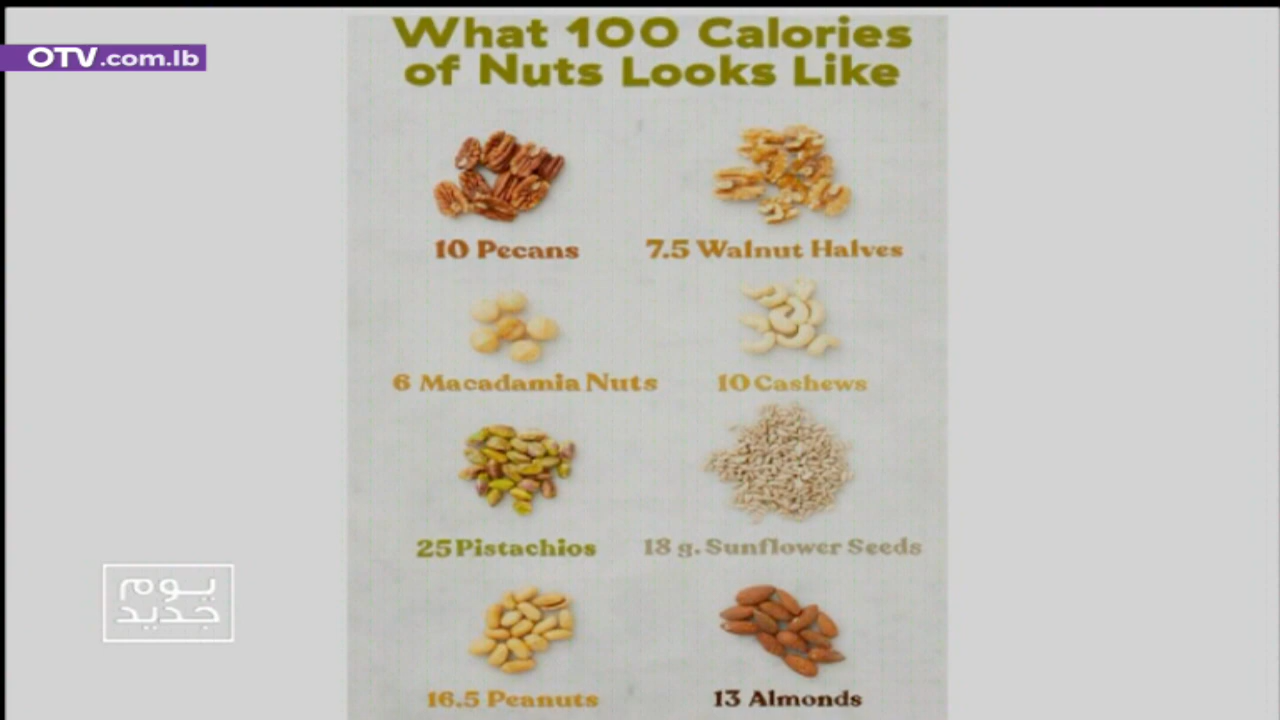 What 100 Calories
of Nuts Looks Like
OTV.com.lb
10 Pecans
7.5 Walnut Halves
6 Macadamia Nuts
10 Cashews
25 Pistachios
18 g. Sunflower Seeds
16.5 Peanuts
13 Almonds
يوم
جديد